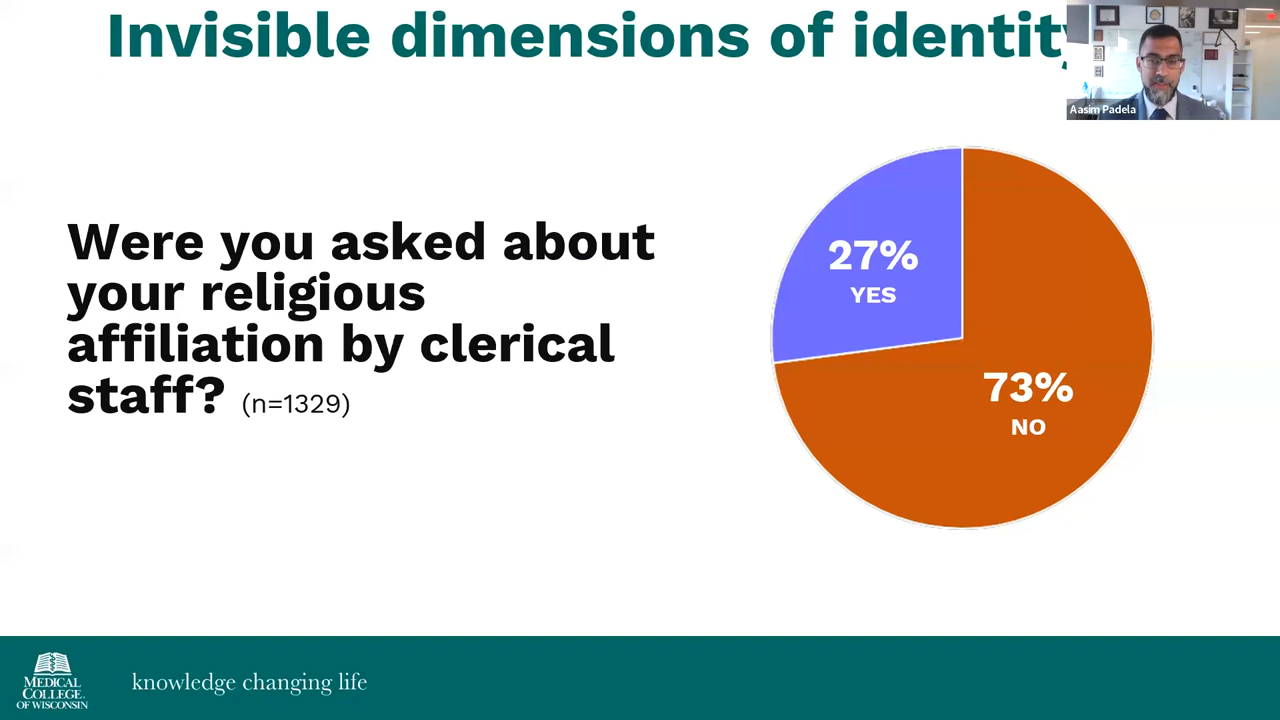 Invisible dimensions of identity
Aasim Padela
Were you asked about
your religious
affiliation by clerical
staff? (n=1329)
27%
YES
73%
NO
MEDICAL
COLLEGE
OF WISCONSIN
knowledge changing life